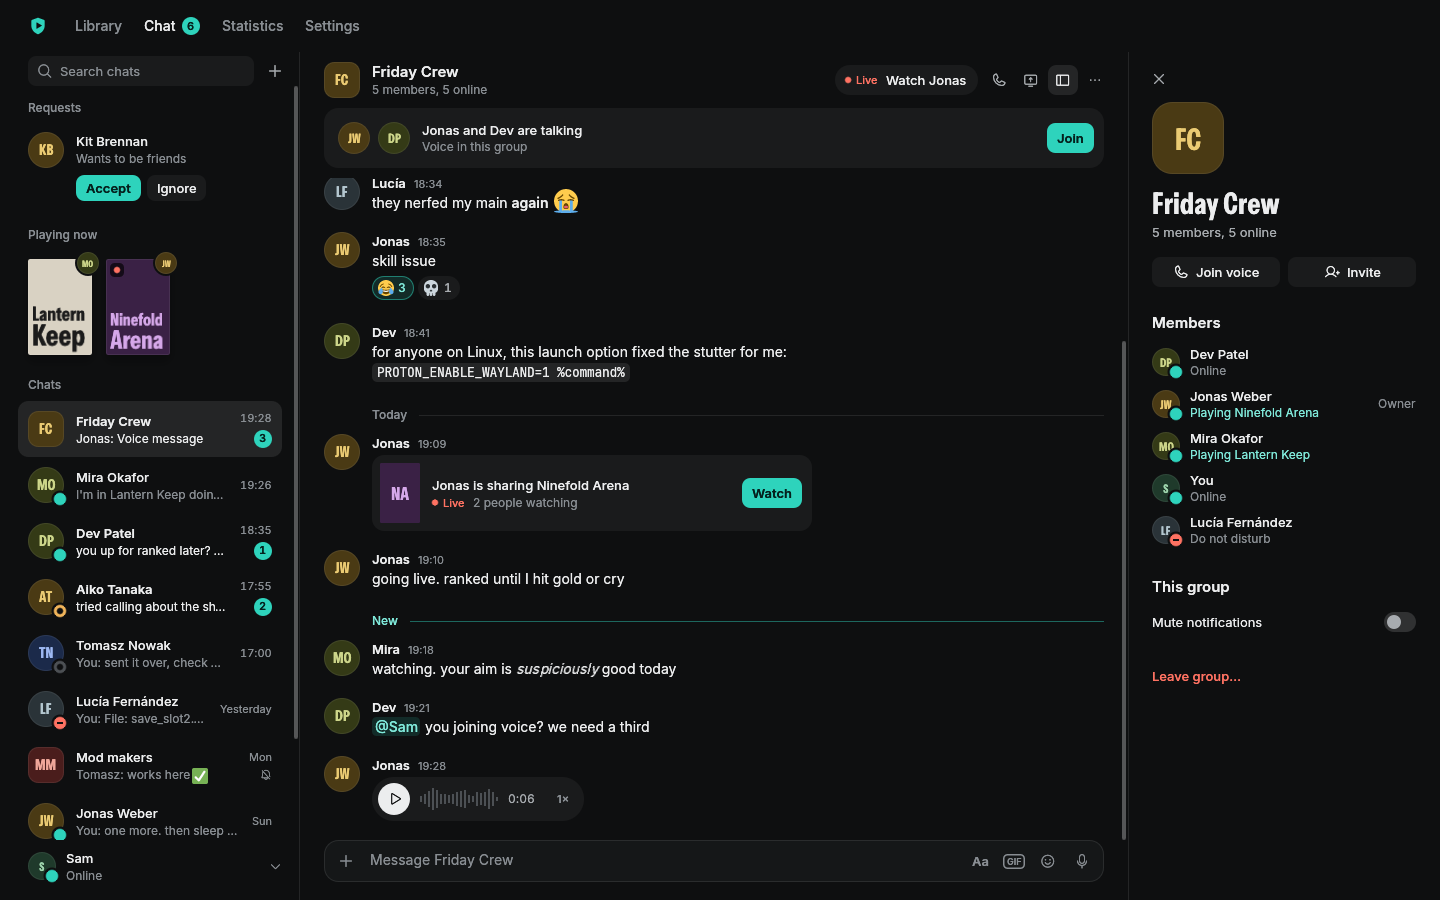 Library
Chat 6
Statistics
Settings
Search chats
Requests
KB
Kit Brennan
Wants to be friends
Accept
Ignore
Playing now
MO
Lantern
Keep
JW
Ninefold
Arena
Chats
FC
Friday Crew
19:28
Jonas: Voice message
3
MO
Mira Okafor
19:26
I'm in Lantern Keep doin...
DP
Dev Patel
18:35
you up for ranked later? ...
1
AT
Aiko Tanaka
17:55
tried calling about the sh...
2
TN
Tomasz Nowak
17:00
You: sent it over, check ...
LF
Lucía Fernández
Yesterday
You: File: save_slot2....
MM
Mod makers
Mon
Tomasz: works here ✅
JW
Jonas Weber
Sun
You: one more. then sleep ...
S
Sam
Online
FC
Friday Crew
5 members, 5 online
Live Watch Jonas
JW
DP
Jonas and Dev are talking
Voice in this group
Join
LF
Lucía 18:34
they nerfed my main again 😭
JW
Jonas 18:35
skill issue
😂 3
💀 1
DP
Dev 18:41
for anyone on Linux, this launch option fixed the stutter for me:
PROTON_ENABLE_WAYLAND=1 %command%
Today
JW
Jonas 19:09
NA
Jonas is sharing Ninefold Arena
Live 2 people watching
Watch
JW
Jonas 19:10
going live. ranked until I hit gold or cry
New
MO
Mira 19:18
watching. your aim is suspiciously good today
DP
Dev 19:21
@Sam you joining voice? we need a third
JW
Jonas 19:28
0:06
1×
Message Friday Crew
Aa
GIF
FC
Friday Crew
5 members, 5 online
Join voice
Invite
Members
DP
Dev Patel
Online
JW
Jonas Weber
Playing Ninefold Arena
Owner
MO
Mira Okafor
Playing Lantern Keep
S
You
Online
LF
Lucía Fernández
Do not disturb
This group
Mute notifications
Leave group...